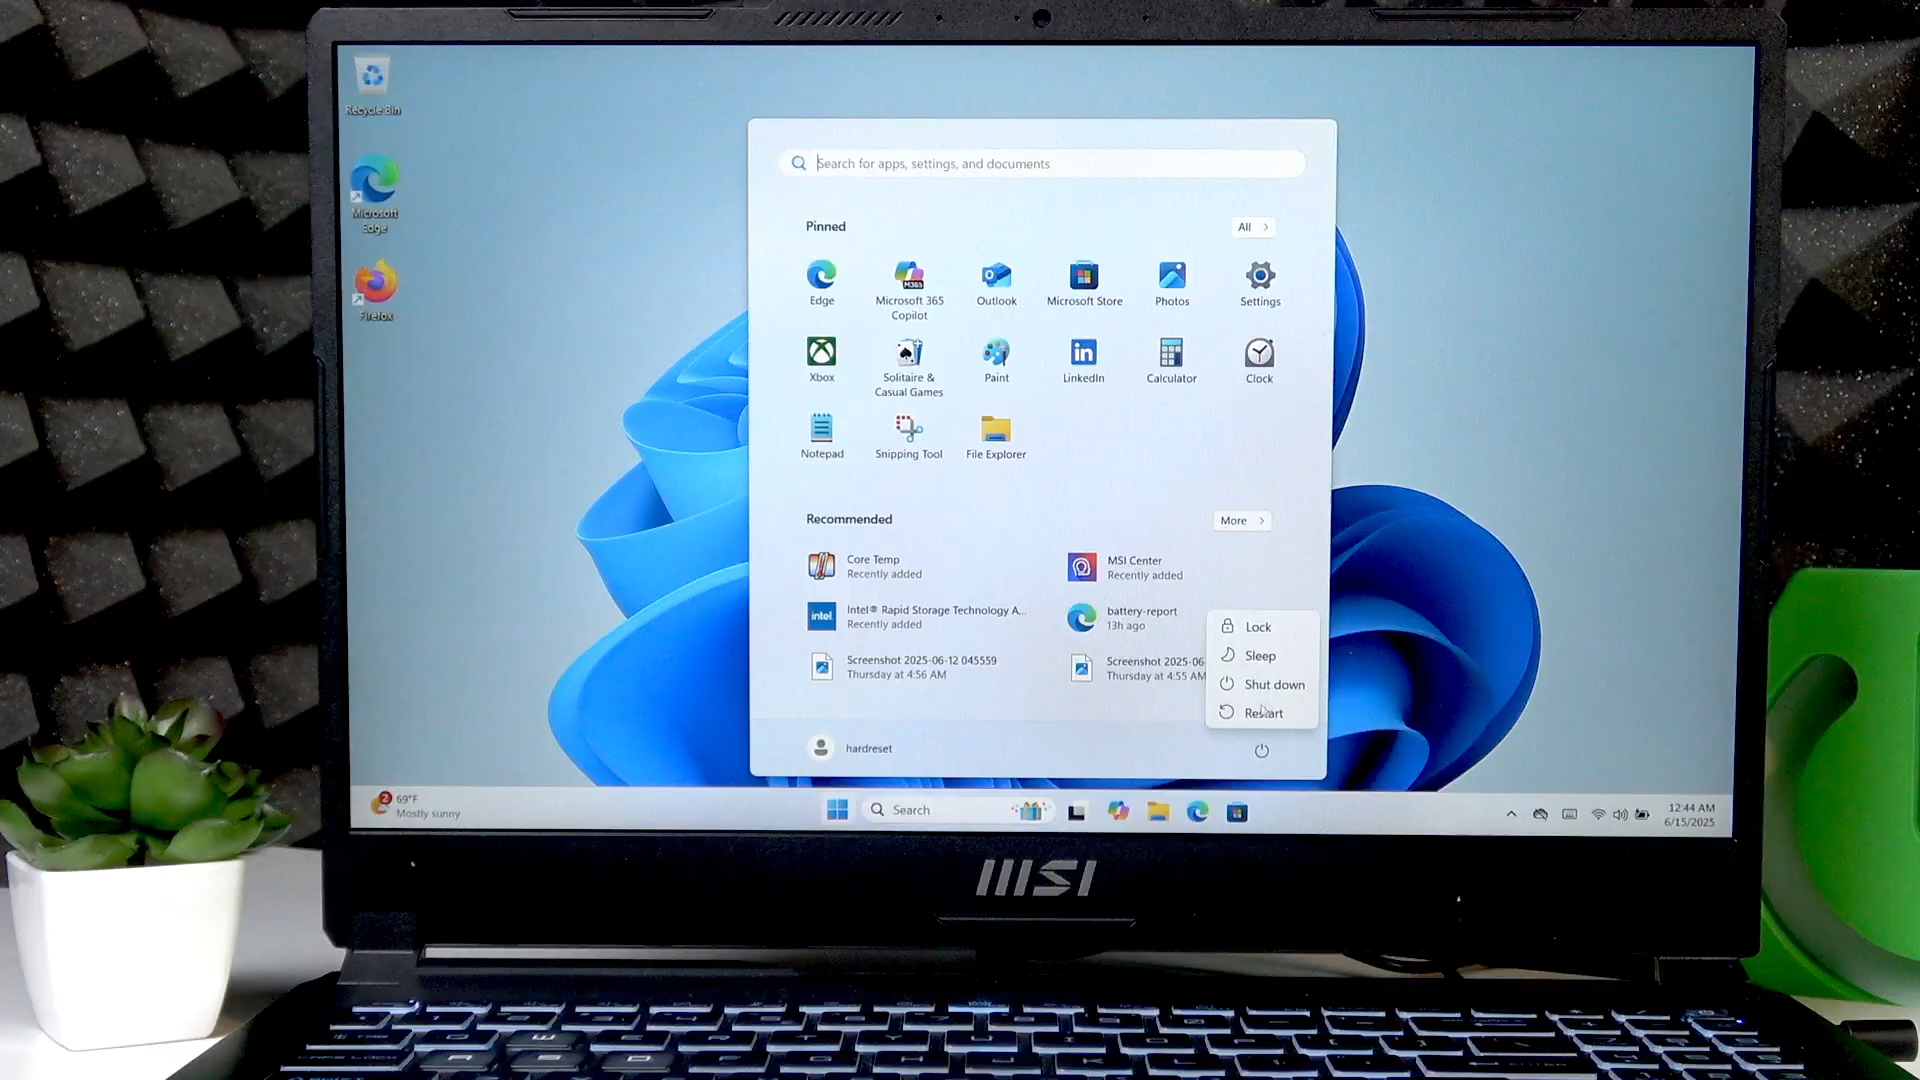 Recycle Bin
Microsoft
Edge
Firefox
Search for apps, settings, and documents
Pinned
All
Edge
Microsoft 365
Copilot
Outlook
Microsoft Store
Photos
Settings
Xbox
Solitaire &
Casual Games
Paint
LinkedIn
Calculator
Clock
Notepad
Snipping Tool
File Explorer
Recommended
More
Core Temp
Recently added
MSI Center
Recently added
intel
Intel® Rapid Storage Technology A...
Recently added
battery-report
13h ago
Screenshot 2025-06-12 045559
Thursday at 4:56 AM
Screenshot 2025-06
Thursday at 4:55 AM
Lock
Sleep
Shut down
Restart
hardreset
2
69°F
Mostly sunny
Search
12:44 AM
6/15/2025
msi